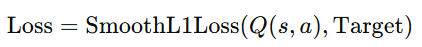 Loss = SmoothL1Loss(Q(s, a), Target)